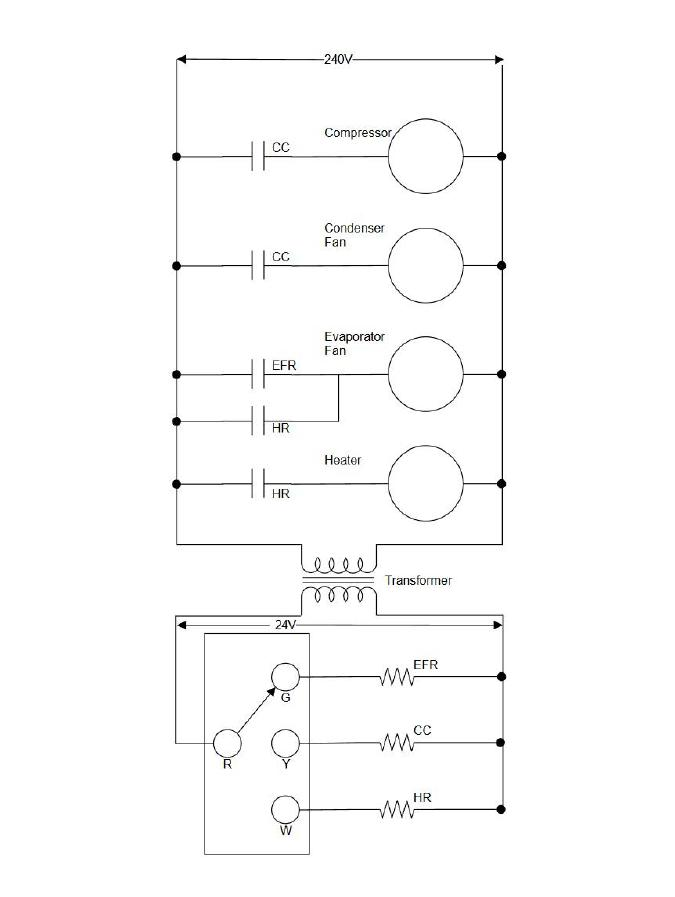 240V
Compressor
CC
Condenser
Fan
CC
Evaporator
Fan
EFR
HR
Heater
HR
Transformer
24V
EFR
G
CC
R
Y
HR
W